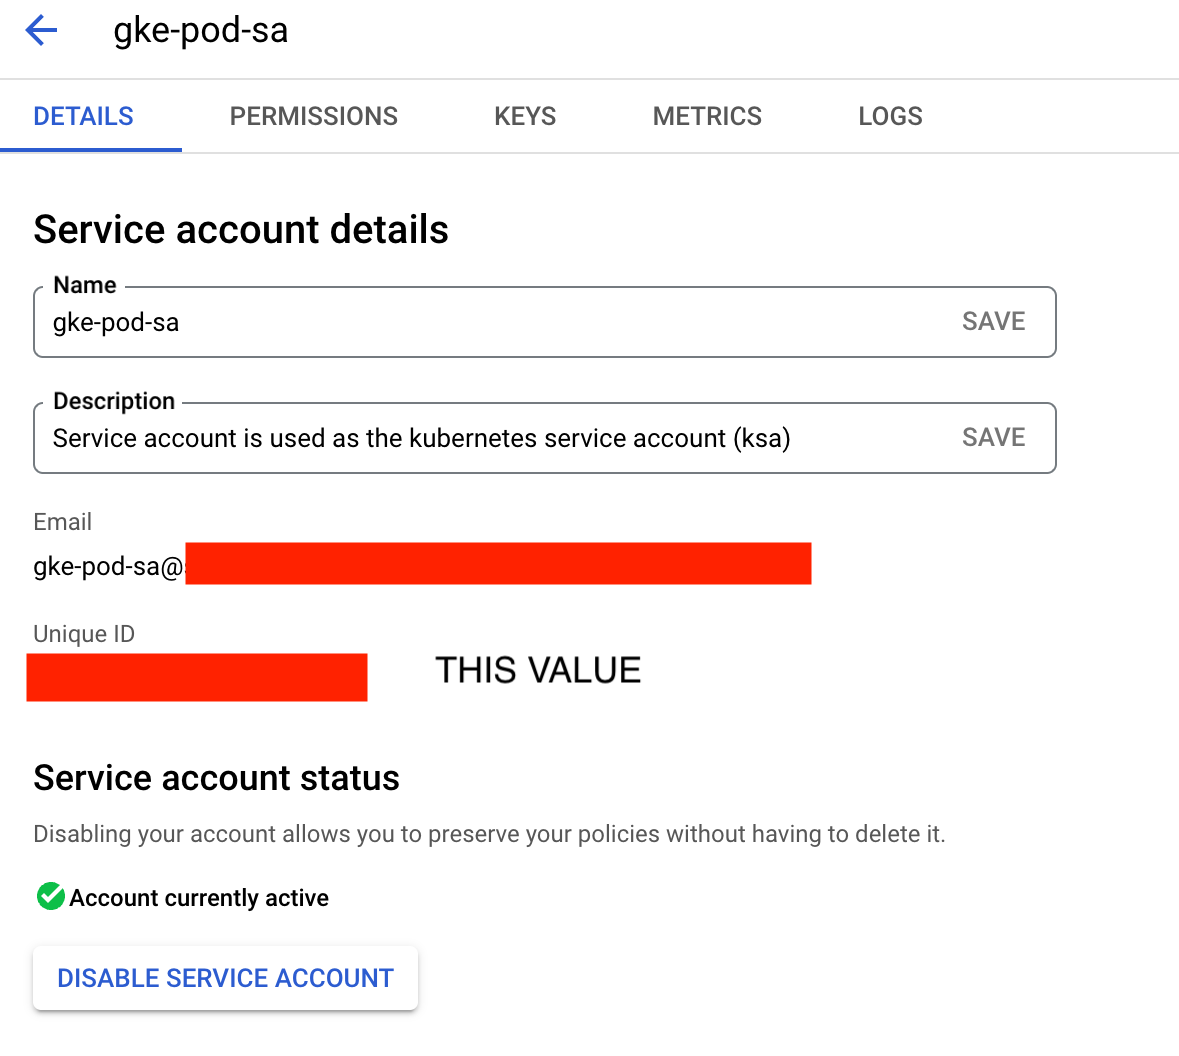 gke-pod-sa
DETAILS PERMISSIONS KEYS METRICS LOGS
Service account details
Name
gke-pod-sa SAVE
Description
Service account is used as the kubernetes service account (ksa) SAVE
Email
gke-pod-sa@
Unique ID
THIS VALUE
Service account status
Disabling your account allows you to preserve your policies without having to delete it.
Account currently active
DISABLE SERVICE ACCOUNT